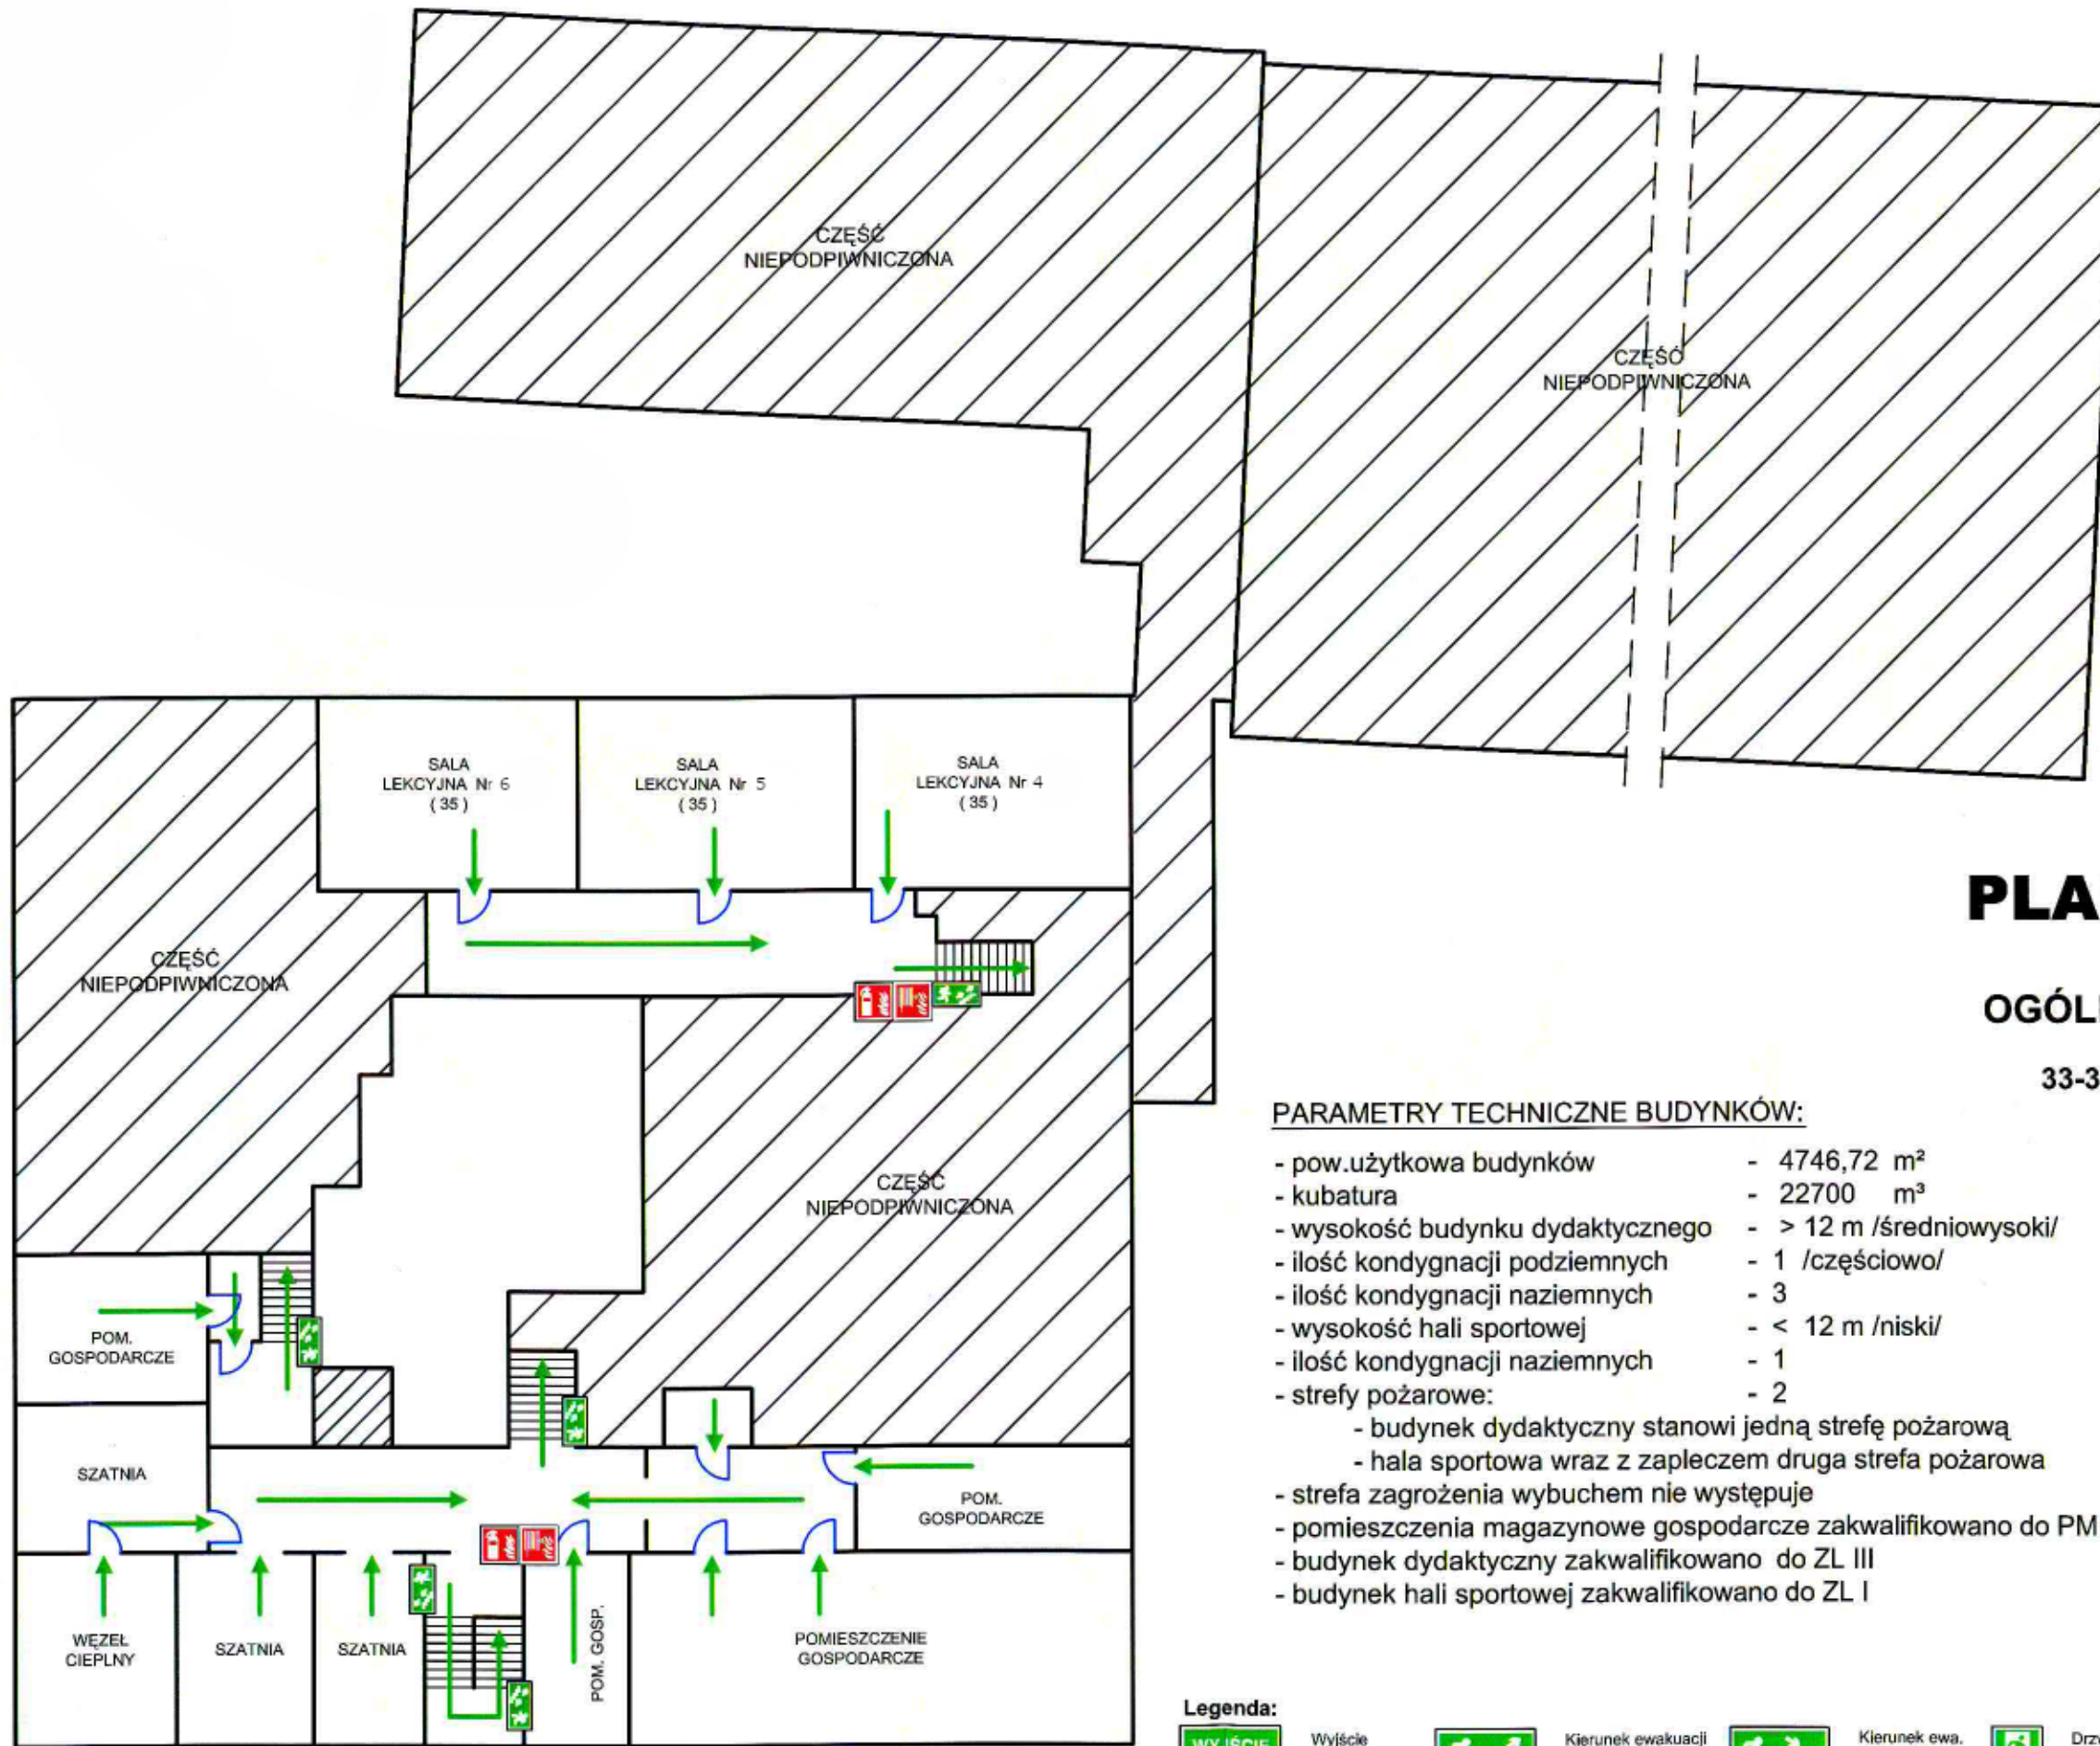 CZĘŚĆ
NIEPODPIWNICZONA
CZĘŚĆ
NIEPODPIWNICZONA
SALA
LEKCYJNA Nr 6
( 35 )
SALA
LEKCYJNA Nr 5
( 35 )
SALA
LEKCYJNA Nr 4
( 35 )
CZĘŚĆ
NIEPODPIWNICZONA
CZĘŚĆ
NIEPODPIWNICZONA
POM.
GOSPODARCZE
SZATNIA
POM.
GOSPODARCZE
WĘZEŁ
CIEPLNY
SZATNIA
SZATNIA
POM. GOSP.
POMIESZCZENIE
GOSPODARCZE
PLA
OGÓL
33-3
PARAMETRY TECHNICZNE BUDYNKÓW:
- pow.użytkowa budynków - 4746,72 m²
- kubatura - 22700 m³
- wysokość budynku dydaktycznego - > 12 m /średniowysoki/
- ilość kondygnacji podziemnych - 1 /częściowo/
- ilość kondygnacji naziemnych - 3
- wysokość hali sportowej - < 12 m /niski/
- ilość kondygnacji naziemnych - 1
- strefy pożarowe: - 2
- budynek dydaktyczny stanowi jedną strefę pożarową
- hala sportowa wraz z zapleczem druga strefa pożarowa
- strefa zagrożenia wybuchem nie występuje
- pomieszczenia magazynowe gospodarcze zakwalifikowano do PM
- budynek dydaktyczny zakwalifikowano do ZL III
- budynek hali sportowej zakwalifikowano do ZL I
Legenda:
WYJŚCIE Wyjście Kierunek ewakuacji Kierunek ewa. Drz